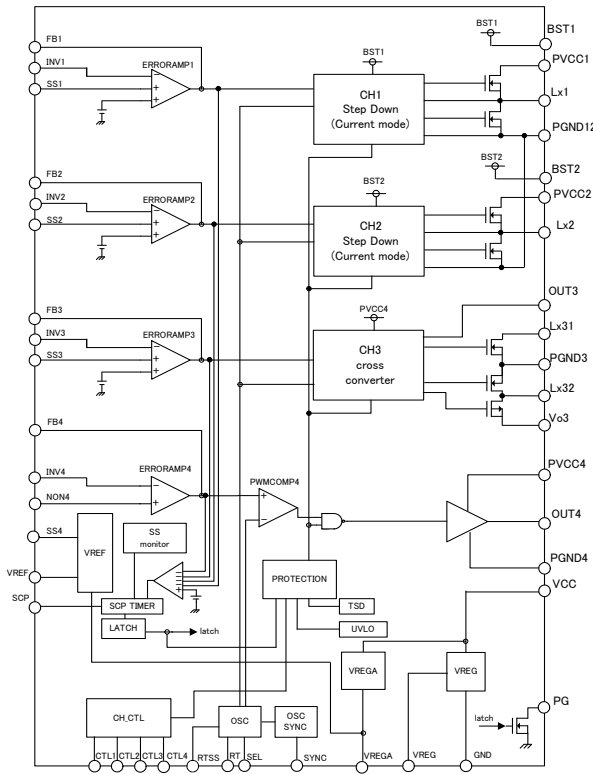 BST1
BST1
FB1
ERRORAMP1
BST1
PVCC1
INV1
SS1
CH1
Step Down
(Current mode)
Lx1
PGND12
BST2
BST2
FB2
BST2
PVCC2
INV2
ERRORAMP2
SS2
CH2
Step Down
(Current mode)
Lx2
OUT3
FB3
PVCC4
Lx31
INV3
ERRORAMP3
SS3
CH3
cross
converter
PGND3
Lx32
Vo3
FB4
ERRORAMP4
INV4
NON4
PWMCOMP4
PVCC4
OUT4
SS4
VREF
SS
monitor
PGND4
VREF
PROTECTION
VCC
SCP
SCP TIMER
TSD
LATCH
latch
UVLO
VREGA
VREG
CH_CTL
OSC
OSC
SYNC
latch
PG
CTL1
CTL2
CTL3
CTL4
RTSS
RT
SEL
SYNC
VREGA
VREG
GND